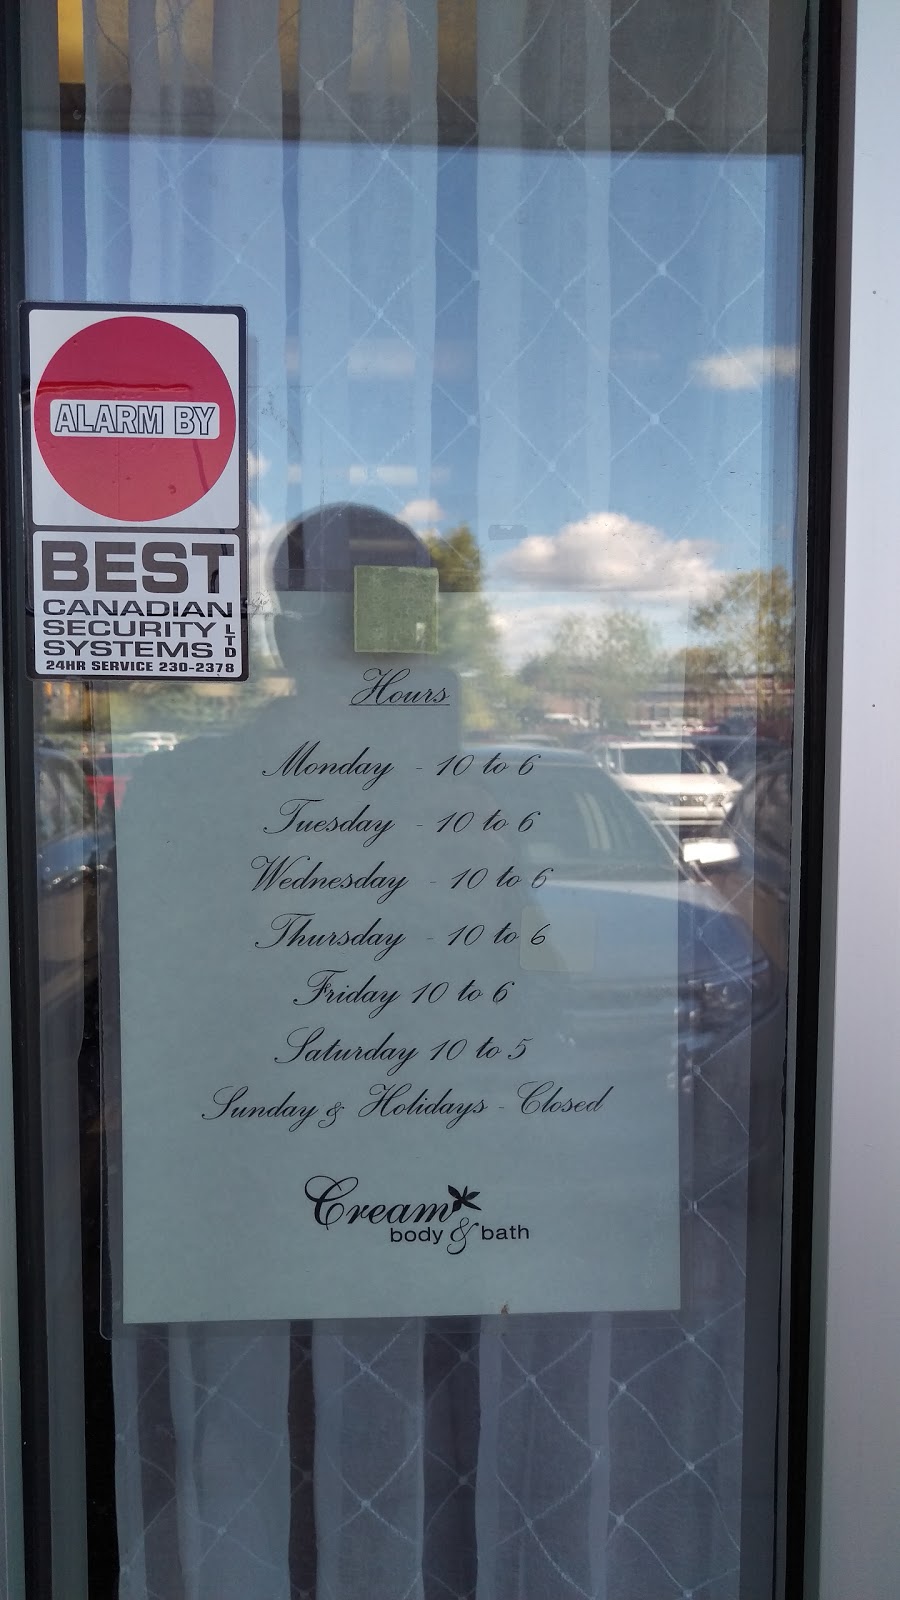 ALARM BY
BEST
CANADIAN
SECURITY
SYSTEMS
LTD
24HR SERVICE 230-2378
Hours
Monday - 10 to 6
Tuesday - 10 to 6
Wednesday - 10 to 6
Thursday - 10 to 6
Friday 10 to 6
Saturday 10 to 5
Sunday & Holidays - Closed
Cream
body & bath